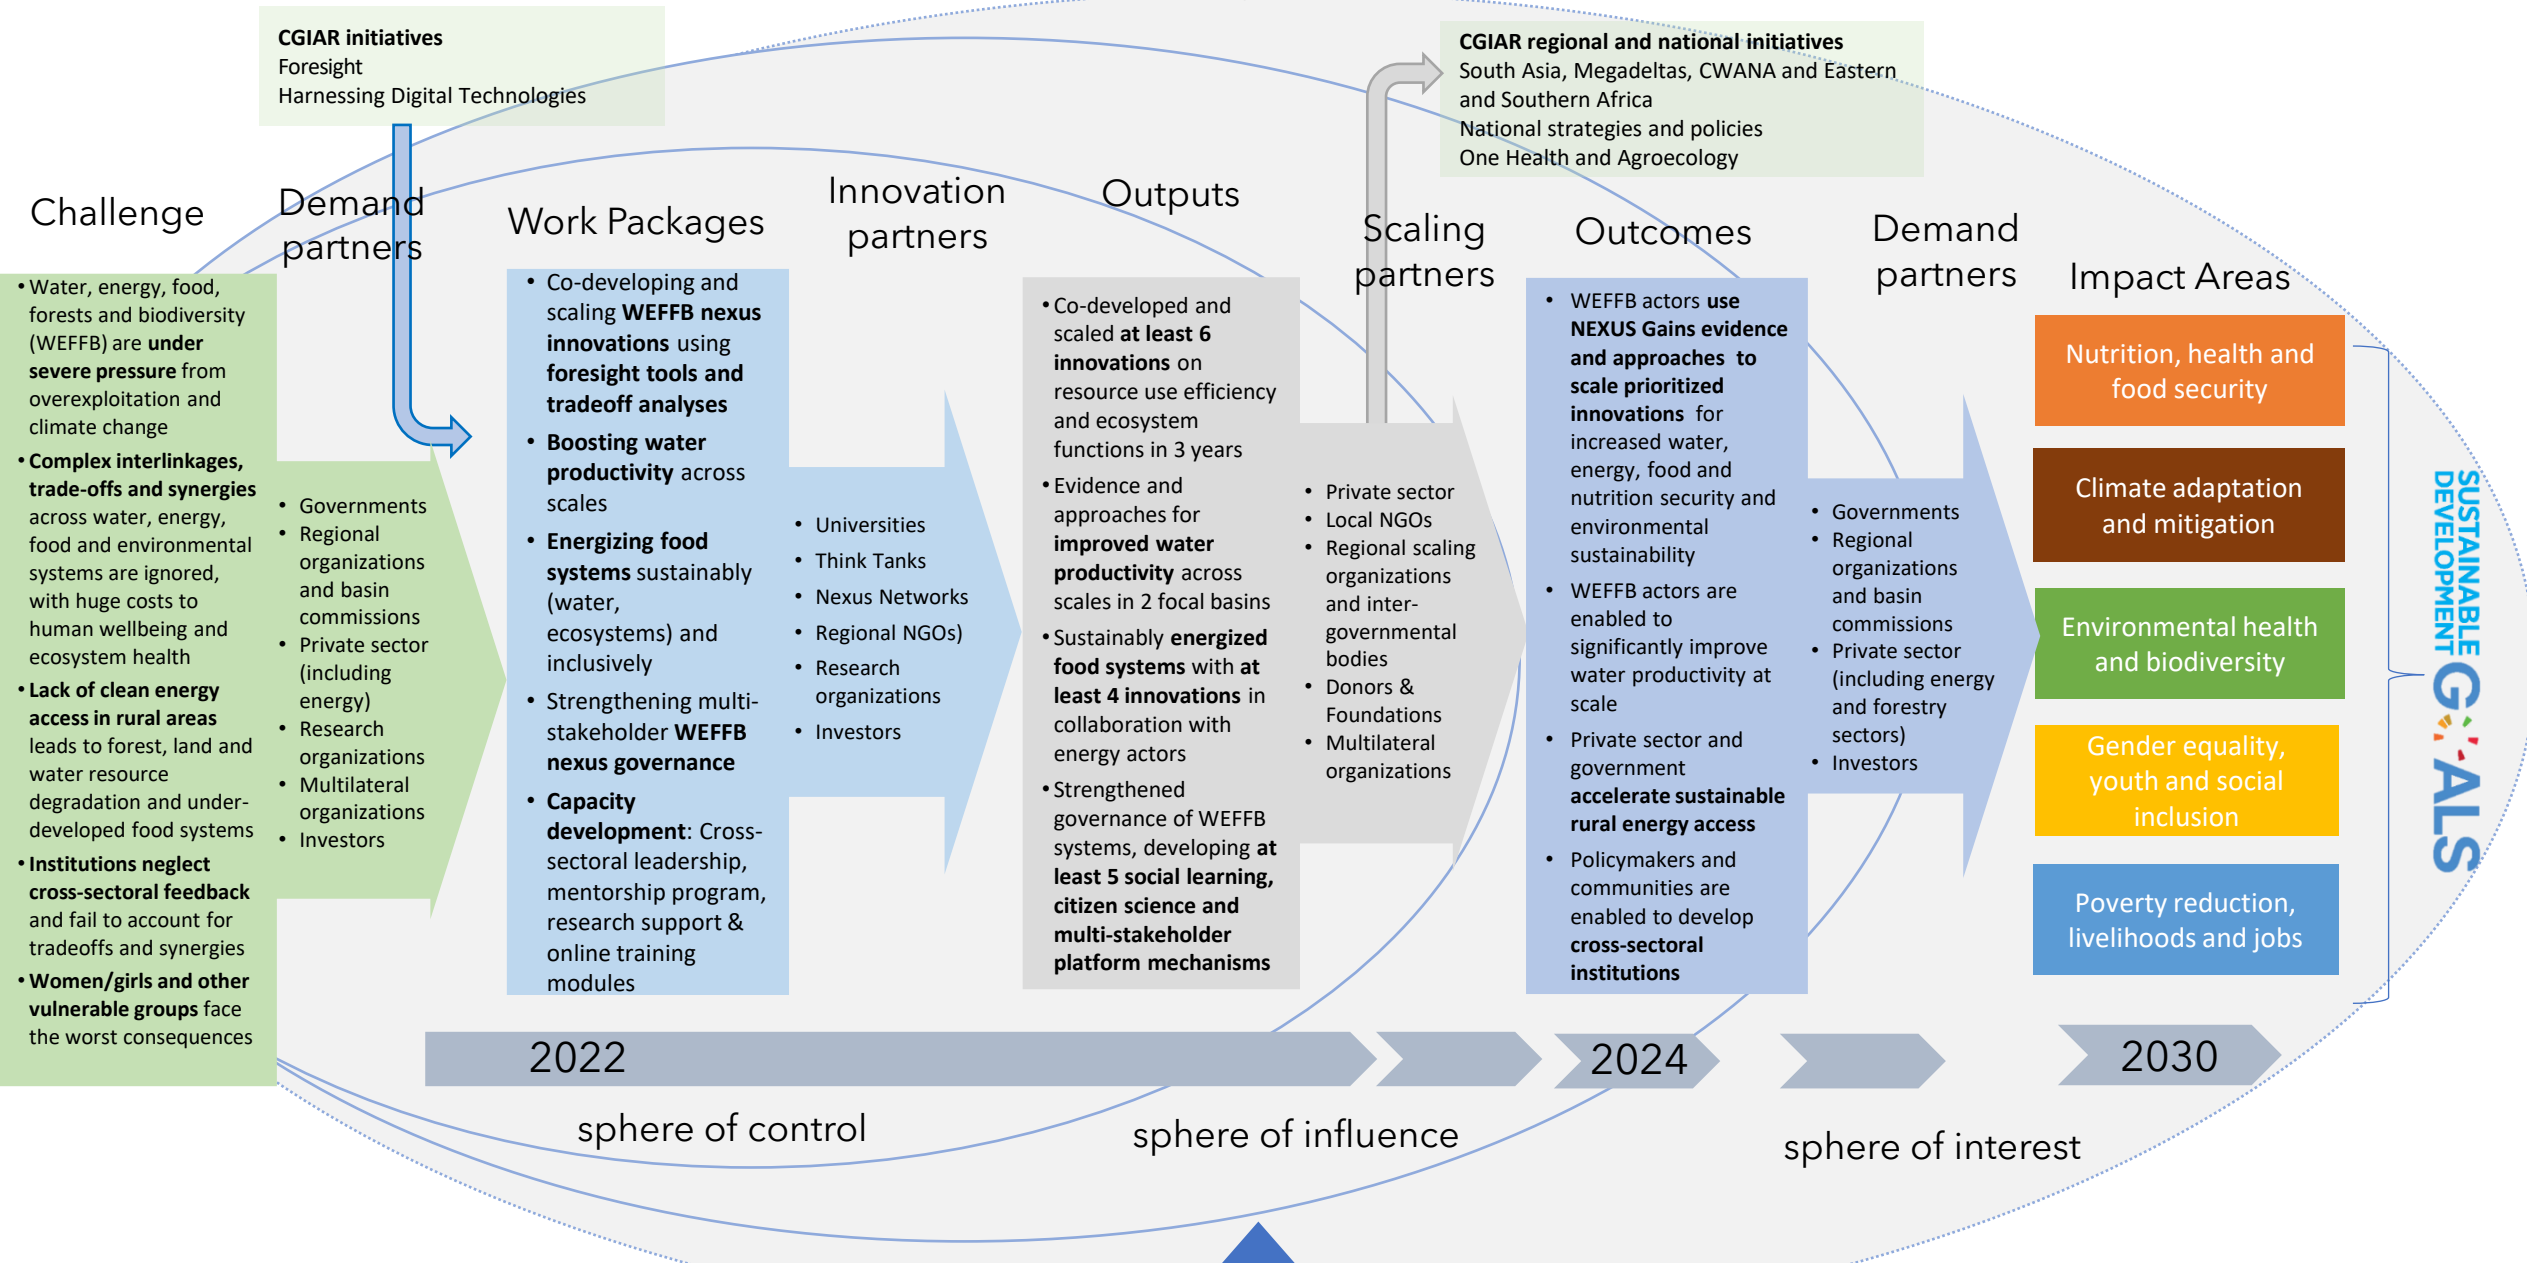 CGIAR initiatives
Foresight
Harnessing Digital Technologies
CGIAR regional and national initiatives
South Asia, Megadeltas, CWANA and Eastern
and Southern Africa
National strategies and policies
One Health and Agroecology
Challenge
• Water, energy, food,
forests and biodiversity
(WEFFB) are under
severe pressure from
overexploitation and
climate change
• Complex interlinkages,
trade-offs and synergies
across water, energy,
food and environmental
systems are ignored,
with huge costs to
human wellbeing and
ecosystem health
• Lack of clean energy
access in rural areas
leads to forest, land and
water resource
degradation and under-
developed food systems
• Institutions neglect
cross-sectoral feedback
and fail to account for
tradeoffs and synergies
• Women/girls and other
vulnerable groups face
the worst consequences
Demand
partners
• Governments
• Regional
organizations
and basin
commissions
• Private sector
(including
energy)
• Research
organizations
• Multilateral
organizations
• Investors
Work Packages
• Co-developing and
scaling WEFFB nexus
innovations using
foresight tools and
tradeoff analyses
• Boosting water
productivity across
scales
• Energizing food
systems sustainably
(water,
ecosystems) and
inclusively
• Strengthening multi-
stakeholder WEFFB
nexus governance
• Capacity
development: Cross-
sectoral leadership,
mentorship program,
research support &
online training
modules
Innovation
partners
• Universities
• Think Tanks
• Nexus Networks
• Regional NGOs)
• Research
organizations
• Investors
Outputs
• Co-developed and
scaled at least 6
innovations on
resource use efficiency
and ecosystem
functions in 3 years
• Evidence and
approaches for
improved water
productivity across
scales in 2 focal basins
• Sustainably energized
food systems with at
least 4 innovations in
collaboration with
energy actors
• Strengthened
governance of WEFFB
systems, developing at
least 5 social learning,
citizen science and
multi-stakeholder
platform mechanisms
Scaling
partners
• Private sector
• Local NGOs
• Regional scaling
organizations
and inter-
governmental
bodies
• Donors &
Foundations
• Multilateral
organizations
Outcomes
• WEFFB actors use
NEXUS Gains evidence
and approaches to
scale prioritized
innovations for
increased water,
energy, food and
nutrition security and
environmental
sustainability
• WEFFB actors are
enabled to
significantly improve
water productivity at
scale
• Private sector and
government
accelerate sustainable
rural energy access
• Policymakers and
communities are
enabled to develop
cross-sectoral
institutions
Demand
partners
• Governments
• Regional
organizations
and basin
commissions
• Private sector
(including energy
and forestry
sectors)
• Investors
Impact Areas
Nutrition, health and
food security
Climate adaptation
and mitigation
Environmental health
and biodiversity
Gender equality,
youth and social
inclusion
Poverty reduction,
livelihoods and jobs
SUSTAINABLE
DEVELOPMENT
GOALS
2022
2024
2030
sphere of control
sphere of influence
sphere of interest